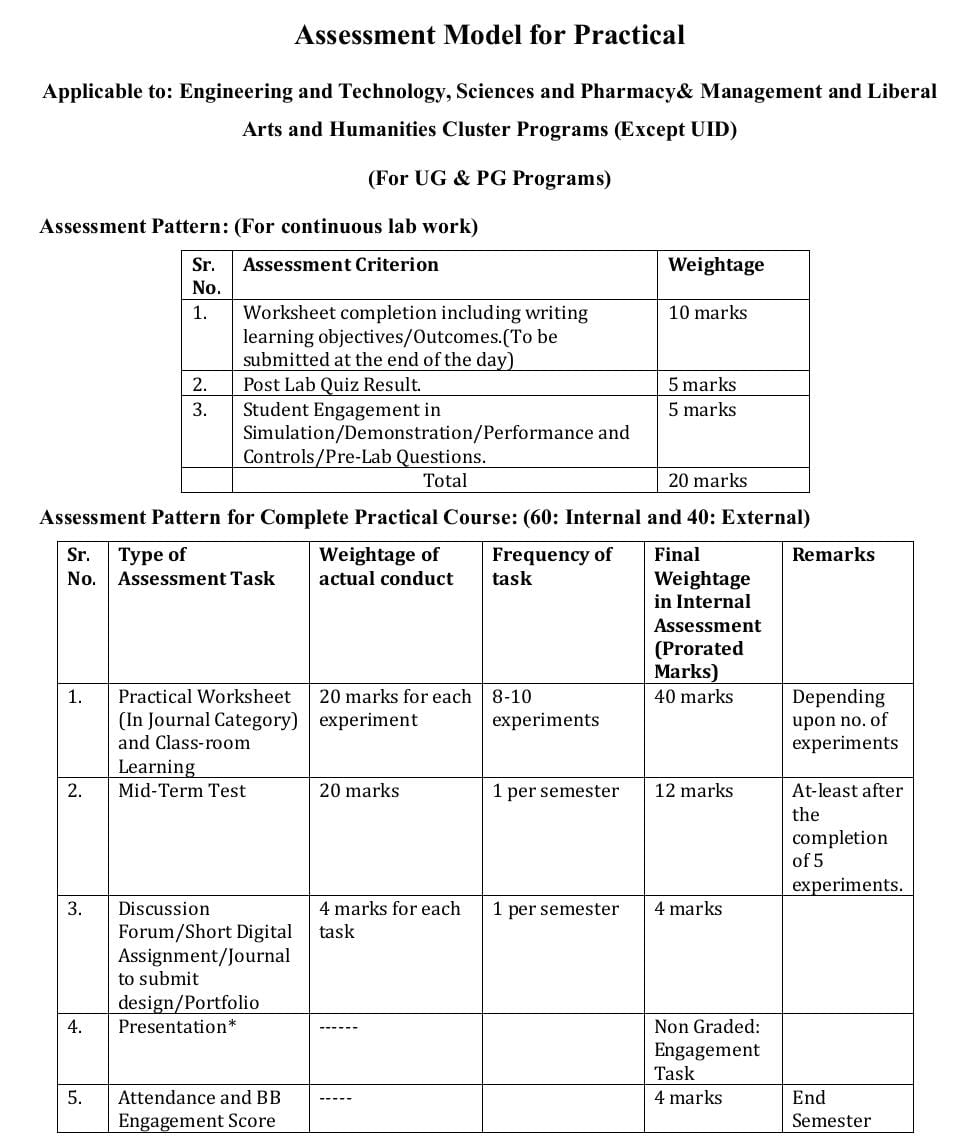 Assessment Model for Practical
Applicable to: Engineering and Technology, Sciences and Pharmacy& Management and Liberal
Arts and Humanities Cluster Programs (Except UID)
(For UG & PG Programs)
Assessment Pattern: (For continuous lab work)
Sr. No. Assessment Criterion Weightage
1. Worksheet completion including writing 10 marks
learning objectives/Outcomes.(To be
submitted at the end of the day)
2. Post Lab Quiz Result. 5 marks
3. Student Engagement in 5 marks
Simulation/Demonstration/Performance and
Controls/Pre-Lab Questions.
Total 20 marks
Assessment Pattern for Complete Practical Course: (60: Internal and 40: External)
Sr.
No.
Type of
Assessment Task
Weightage of
actual conduct
Frequency of
task
Final
Weightage
in Internal
Assessment
(Prorated
Marks)
Remarks
1.
Practical Worksheet
(In Journal Category)
and Class-room
Learning
20 marks for each
experiment
8-10
experiments
40 marks
Depending
upon no. of
experiments
2.
Mid-Term Test
20 marks
1 per semester
12 marks
At-least after
the
completion
of 5
experiments.
3.
Discussion
Forum/Short Digital
Assignment/Journal
to submit
design/Portfolio
4 marks for each
task
1 per semester
4 marks
4.
Presentation*
------
Non Graded:
Engagement
Task
5.
Attendance and BB
Engagement Score
-----
4 marks
End
Semester